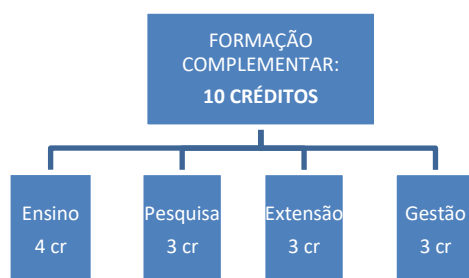 FORMAÇÃO
COMPLEMENTAR:
10 CRÉDITOS
Ensino
4 cr
Pesquisa
3 cr
Extensão
3 cr
Gestão
3 cr